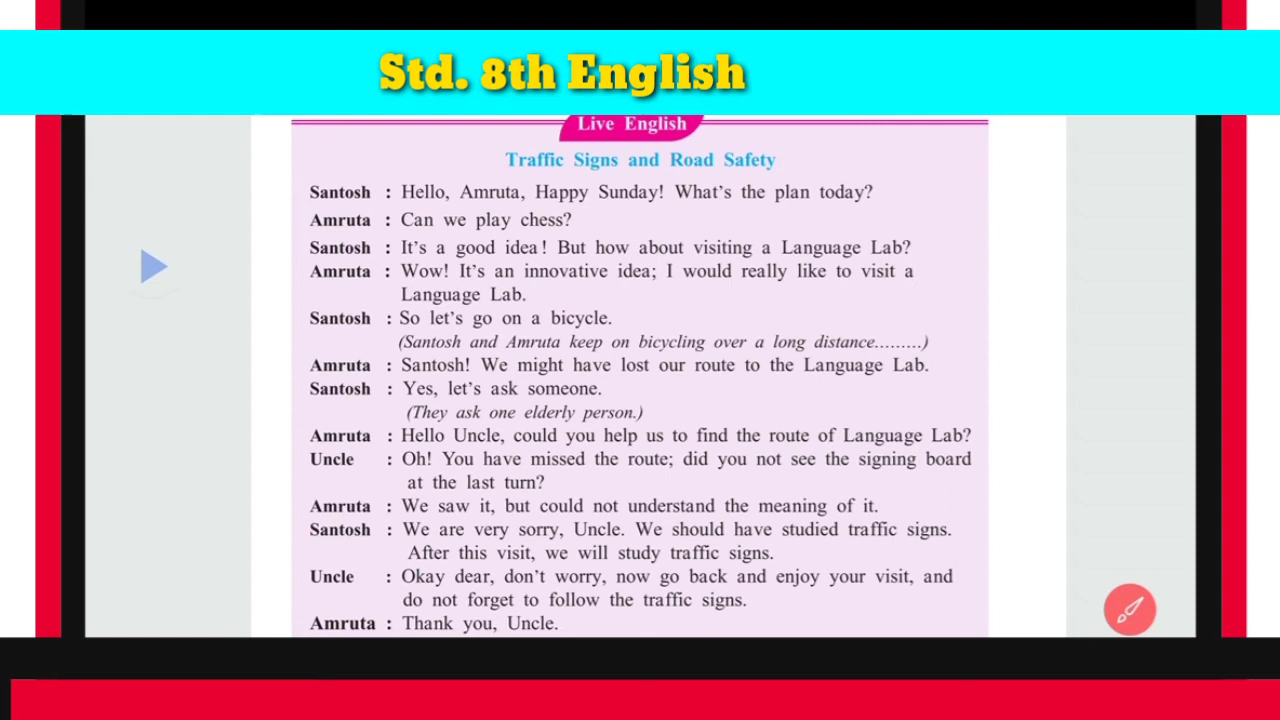 Std. 8th English
Live English
Traffic Signs and Road Safety
Santosh : Hello, Amruta, Happy Sunday! What's the plan today?
Amruta : Can we play chess?
Santosh : It's a good idea! But how about visiting a Language Lab?
Amruta : Wow! It's an innovative idea; I would really like to visit a
Language Lab.
Santosh : So let's go on a bicycle.
(Santosh and Amruta keep on bicycling over a long distance.........)
Amruta : Santosh! We might have lost our route to the Language Lab.
Santosh : Yes, let's ask someone.
(They ask one elderly person.)
Amruta : Hello Uncle, could you help us to find the route of Language Lab?
Uncle : Oh! You have missed the route; did you not see the signing board
at the last turn?
Amruta : We saw it, but could not understand the meaning of it.
Santosh : We are very sorry, Uncle. We should have studied traffic signs.
After this visit, we will study traffic signs.
Uncle : Okay dear, don't worry, now go back and enjoy your visit, and
do not forget to follow the traffic signs.
Amruta : Thank you, Uncle.